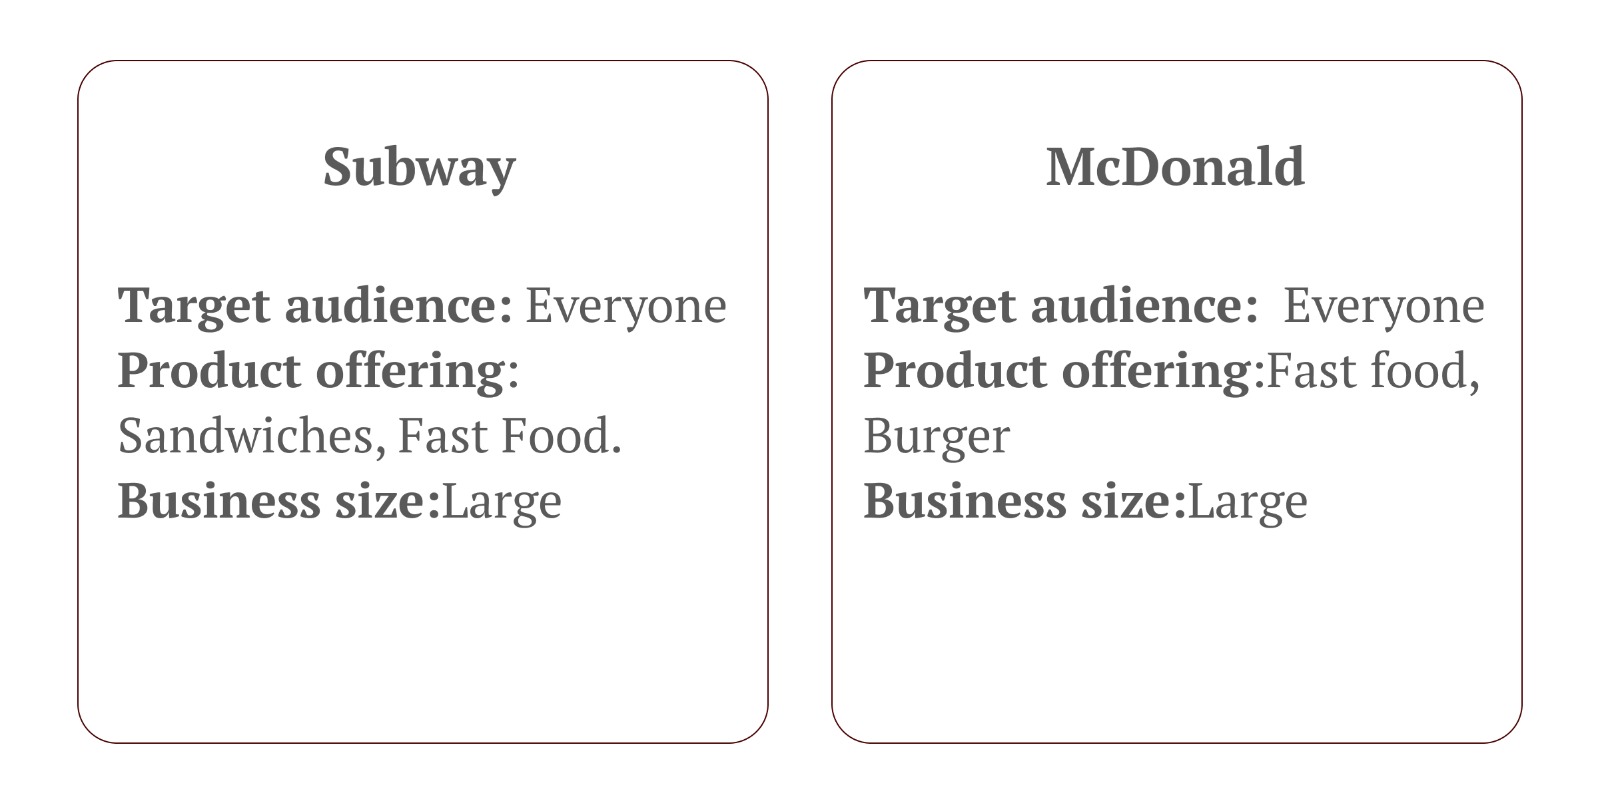 Subway
Target audience: Everyone
Product offering:
Sandwiches, Fast Food.
Business size:Large
McDonald
Target audience:  Everyone
Product offering:Fast food,
Burger
Business size:Large